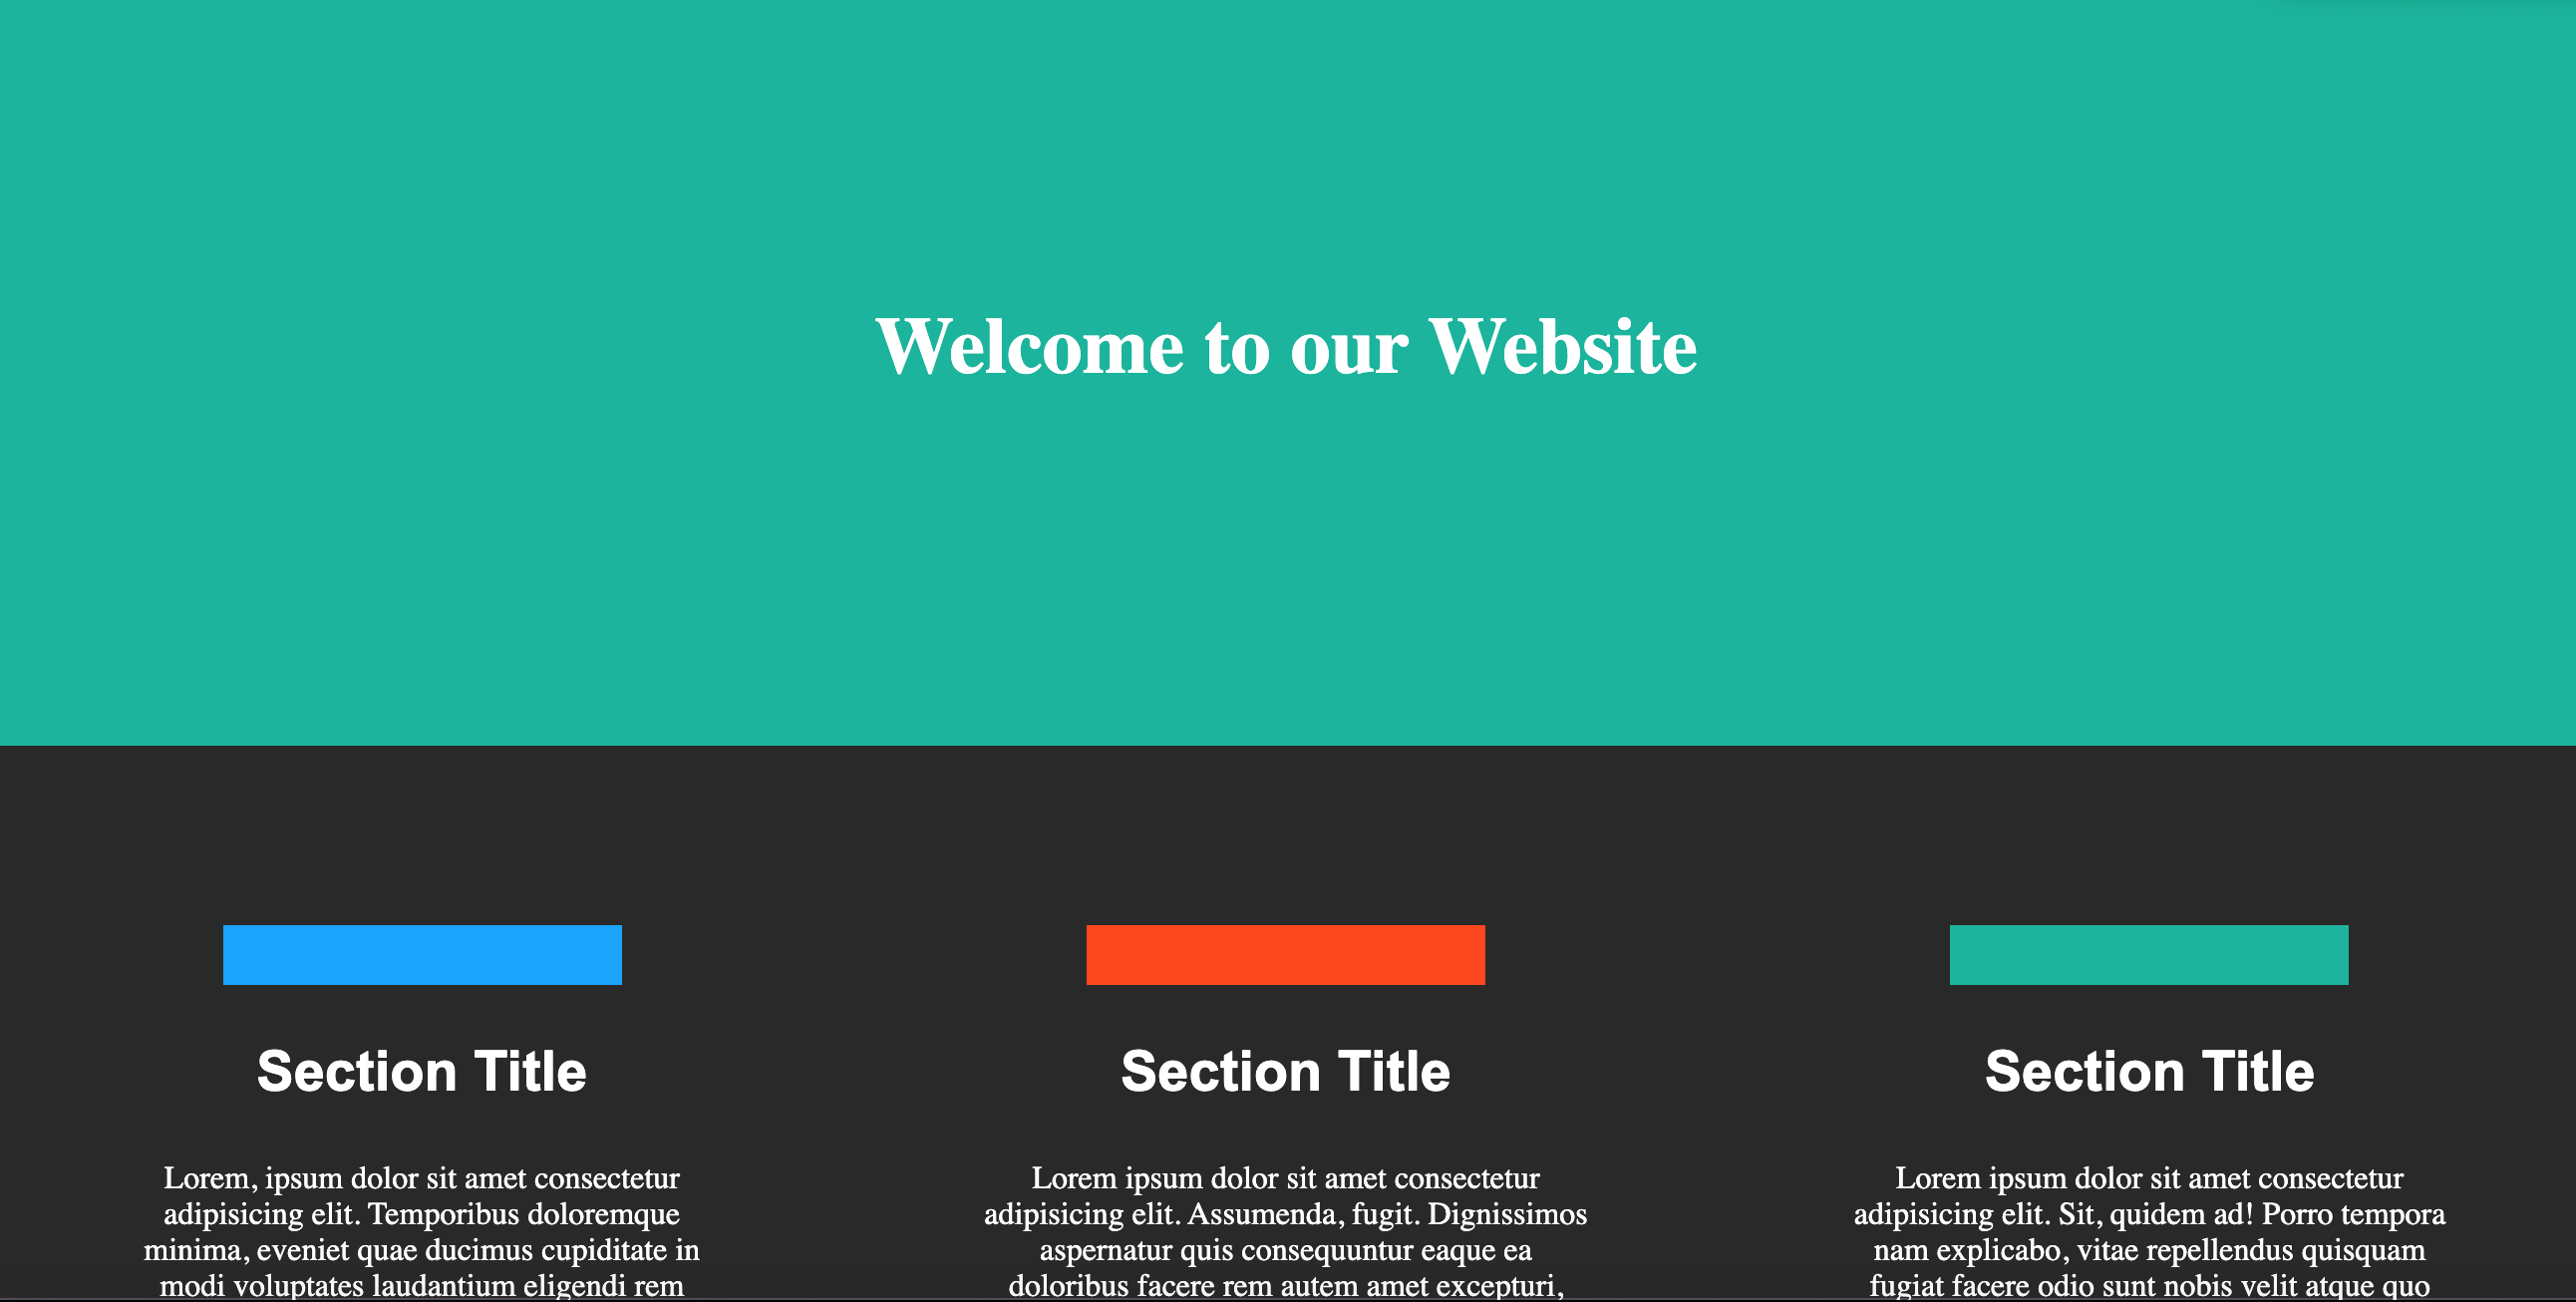 Welcome to our Website
Section Title
Lorem, ipsum dolor sit amet consectetur
adipisicing elit. Temporibus doloremque
minima, eveniet quae ducimus cupiditate in
modi voluptates laudantium eligendi rem
Section Title
Lorem ipsum dolor sit amet consectetur
adipisicing elit. Assumenda, fugit. Dignissimos
aspernatur quis consequuntur eaque ea
doloribus facere rem autem amet excepturi,
Section Title
Lorem ipsum dolor sit amet consectetur
adipisicing elit. Sit, quidem ad! Porro tempora
nam explicabo, vitae repellendus quisquam
fugiat facere odio sunt nobis velit atque quo